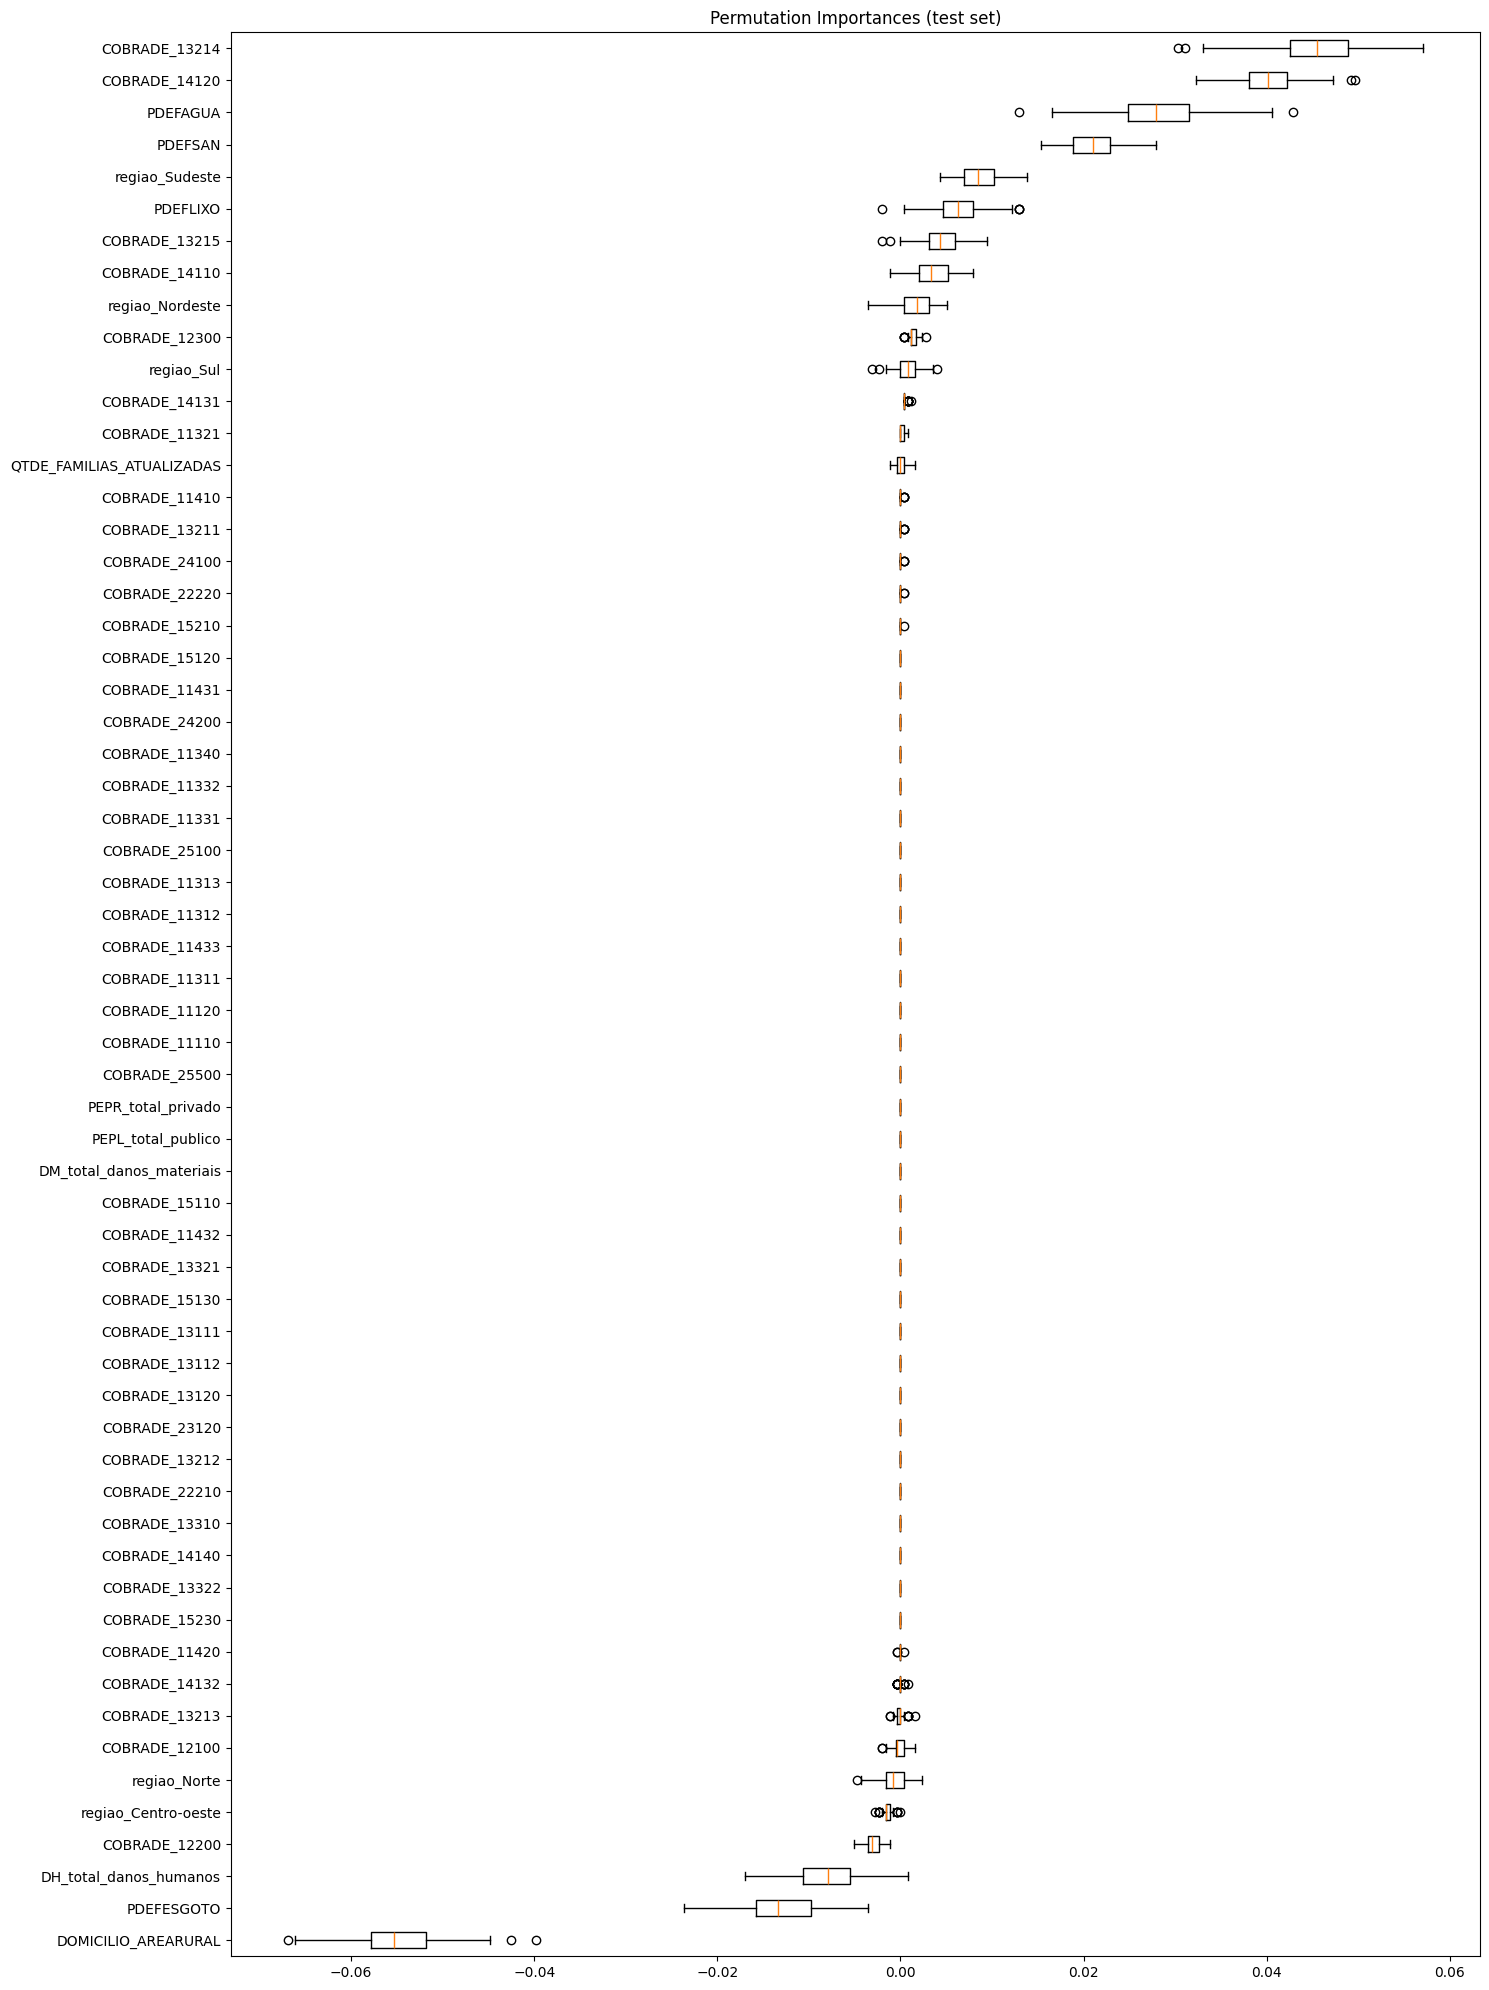 Permutation Importances (test set)
COBRADE_13214
COBRADE_14120
PDEFAGUA
PDEFSAN
regiao_Sudeste
PDEFLIXO
COBRADE_13215
COBRADE_14110
regiao_Nordeste
COBRADE_12300
regiao_Sul
COBRADE_14131
COBRADE_11321
QTDE_FAMILIAS_ATUALIZADAS
COBRADE_11410
COBRADE_13211
COBRADE_24100
COBRADE_22220
COBRADE_15210
COBRADE_15120
COBRADE_11431
COBRADE_24200
COBRADE_11340
COBRADE_11332
COBRADE_11331
COBRADE_25100
COBRADE_11313
COBRADE_11312
COBRADE_11433
COBRADE_11311
COBRADE_11120
COBRADE_11110
COBRADE_25500
PEPR_total_privado
PEPL_total_publico
DM_total_danos_materiais
COBRADE_15110
COBRADE_11432
COBRADE_13321
COBRADE_15130
COBRADE_13111
COBRADE_13112
COBRADE_13120
COBRADE_23120
COBRADE_13212
COBRADE_22210
COBRADE_13310
COBRADE_14140
COBRADE_13322
COBRADE_15230
COBRADE_11420
COBRADE_14132
COBRADE_13213
COBRADE_12100
regiao_Norte
regiao_Centro-oeste
COBRADE_12200
DH_total_danos_humanos
PDEFESGOTO
DOMICILIO_AREARURAL
−0.06 −0.04 −0.02 0.00 0.02 0.04 0.06